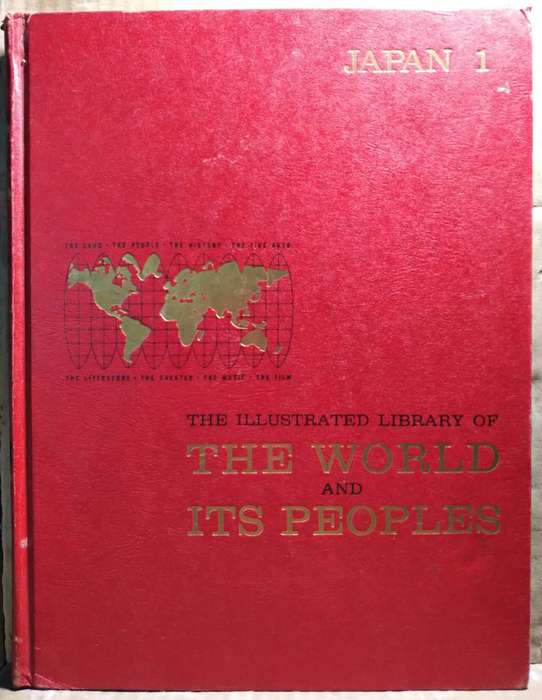 JAPAN 1
THE LAND · THE PEOPLE · THE HISTORY · THE FINE ARTS
THE LITERATURE · THE THEATER · THE MUSIC · THE FILM
THE ILLUSTRATED LIBRARY OF
THE WORLD
AND
ITS PEOPLES